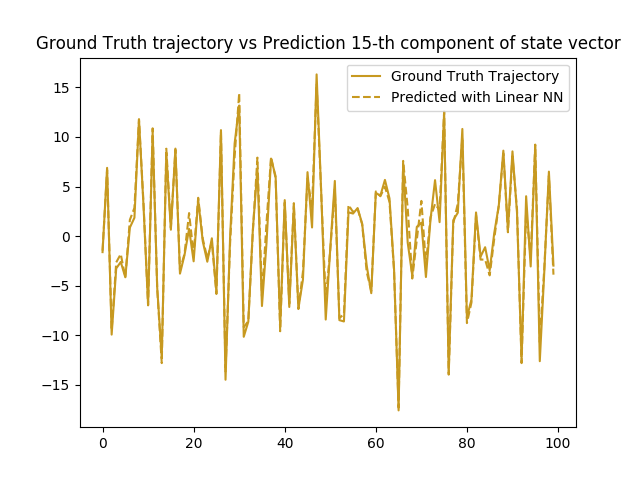 Ground Truth trajectory vs Prediction 15-th component of state vector
Ground Truth Trajectory
Predicted with Linear NN
15
10
5
0
−5
−10
−15
0 20 40 60 80 100